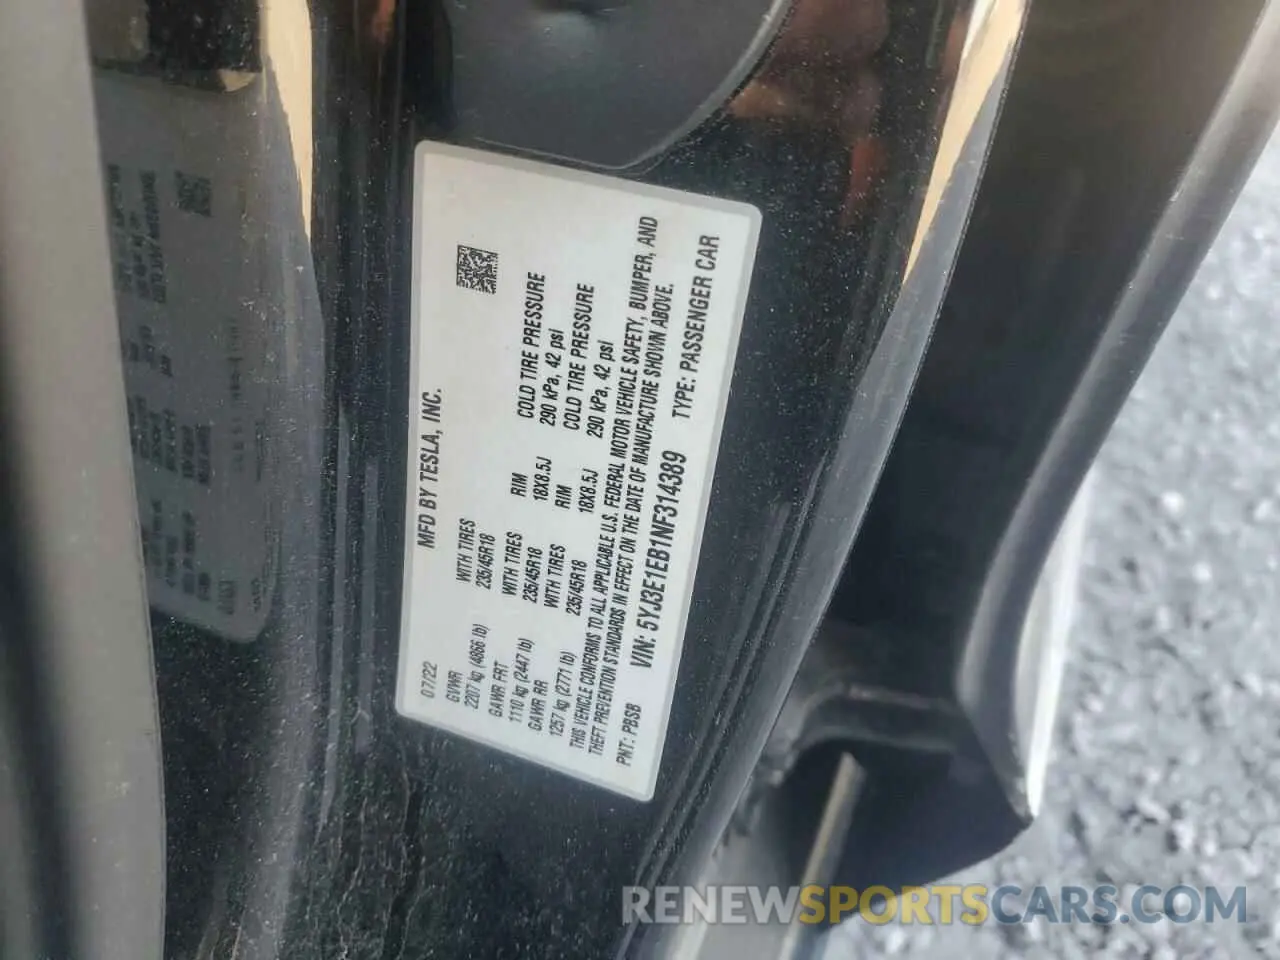 MFD BY TESLA, INC.
07/22
GVWR
2207 kg (4866 lb)
WITH TIRES
235/45R18
GAWR FRT
1110 kg (2447 lb)
WITH TIRES
235/45R18
RIM
18X8.5J
COLD TIRE PRESSURE
290 kPa, 42 psi
GAWR RR
1257 kg (2771 lb)
WITH TIRES
235/45R18
RIM
18X8.5J
COLD TIRE PRESSURE
290 kPa, 42 psi
THIS VEHICLE CONFORMS TO ALL APPLICABLE U.S. FEDERAL MOTOR VEHICLE SAFETY, BUMPER, AND
THEFT PREVENTION STANDARDS IN EFFECT ON THE DATE OF MANUFACTURE SHOWN ABOVE.
PNT: PBSB VIN: 5YJ3E1EB1NF314389 TYPE: PASSENGER CAR
RENEWSPORTSCARS.COM